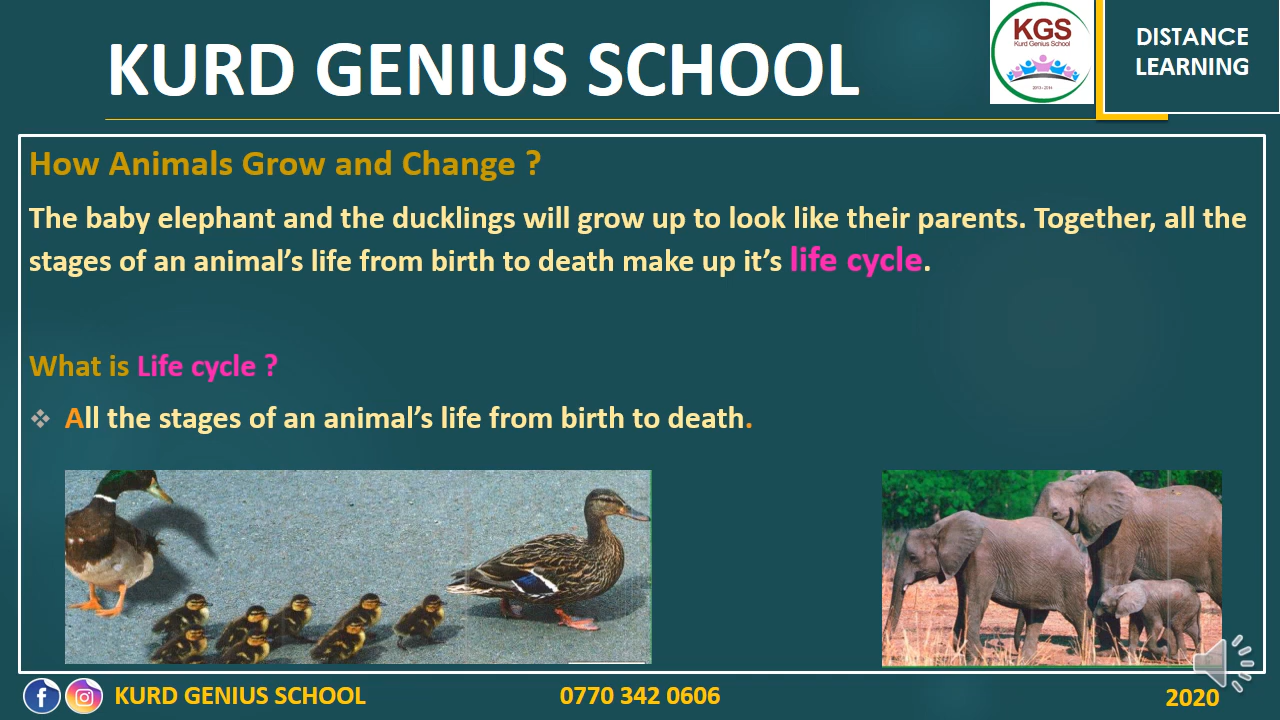 KURD GENIUS SCHOOL
KGS
Kurd Genius School
DISTANCE
LEARNING
How Animals Grow and Change ?
The baby elephant and the ducklings will grow up to look like their parents. Together, all the
stages of an animal’s life from birth to death make up it’s life cycle.
What is Life cycle ?
❖ All the stages of an animal’s life from birth to death.
KURD GENIUS SCHOOL
0770 342 0606
2020